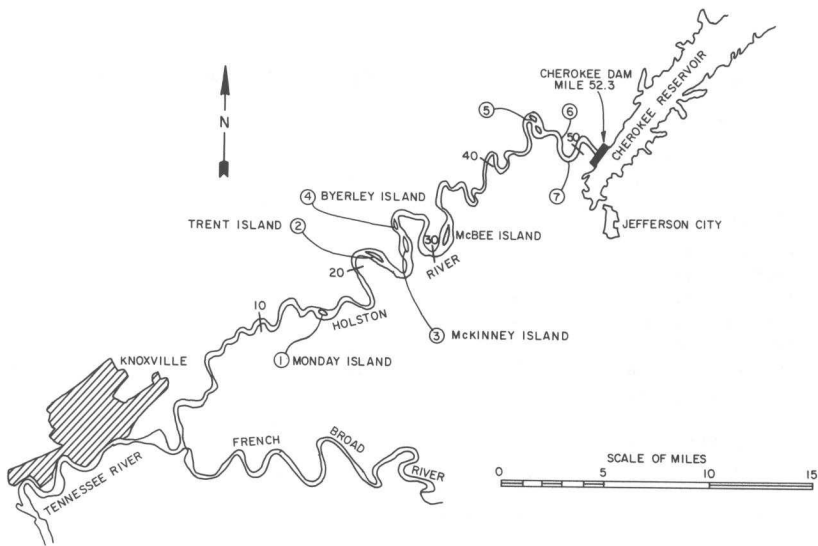 CHEROKEE DAM
MILE 52.3
CHEROKEE RESERVOIR
N
5
6
50
40
7
4 BYERLEY ISLAND
TRENT ISLAND 2
JEFFERSON CITY
30
McBEE ISLAND
RIVER
20
HOLSTON
10
3 McKINNEY ISLAND
1 MONDAY ISLAND
KNOXVILLE
FRENCH
BROAD
RIVER
TENNESSEE RIVER
SCALE OF MILES
0
5
10
15